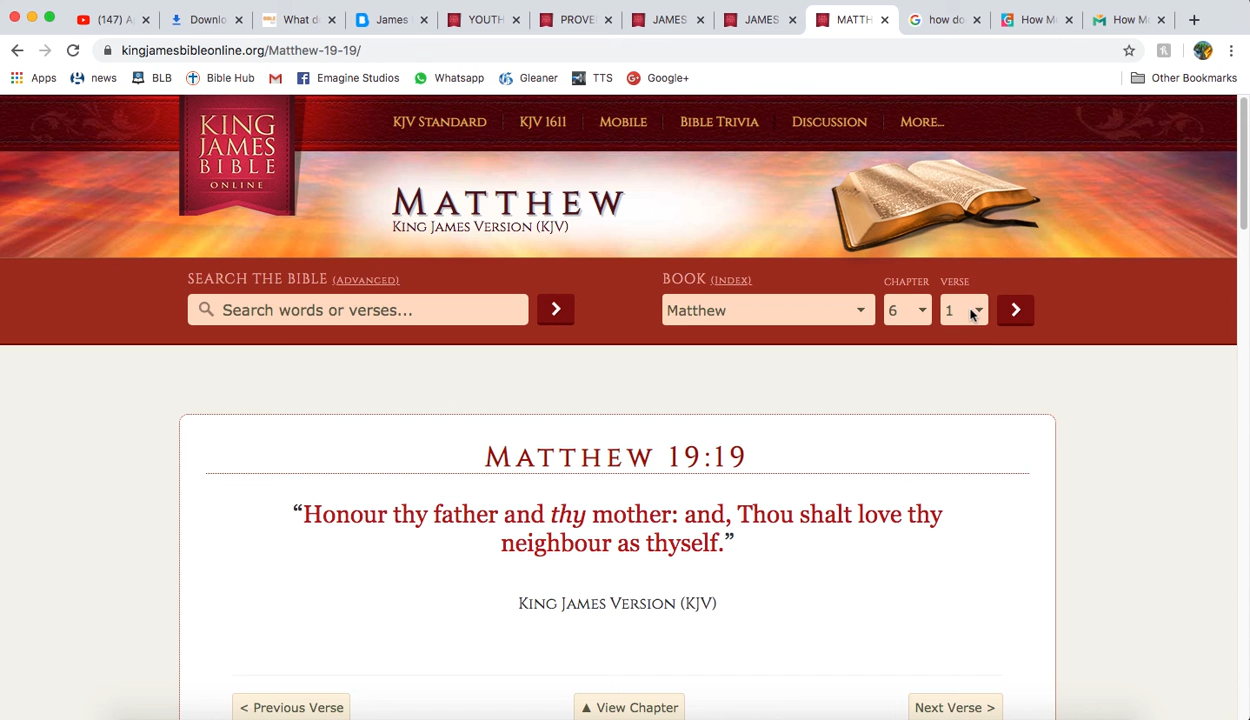 (147) A
Downlo
What d
James
YOUTH
PROVE
JAMES
JAMES
MATTH
how do
How M
How M
kingjamesbibleonline.org/Matthew-19-19/
Apps
news
BLB
Bible Hub
Emagine Studios
Whatsapp
Gleaner
TTS
Google+
Other Bookmarks
KING JAMES BIBLE ONLINE
KJV STANDARD
KJV 1611
MOBILE
BIBLE TRIVIA
DISCUSSION
MORE...
MATTHEW
KING JAMES VERSION (KJV)
SEARCH THE BIBLE (ADVANCED)
BOOK (INDEX)
CHAPTER
VERSE
Search words or verses...
Matthew
6
1
MATTHEW 19:19
“Honour thy father and thy mother: and, Thou shalt love thy
neighbour as thyself.”
KING JAMES VERSION (KJV)
< Previous Verse
▲ View Chapter
Next Verse >